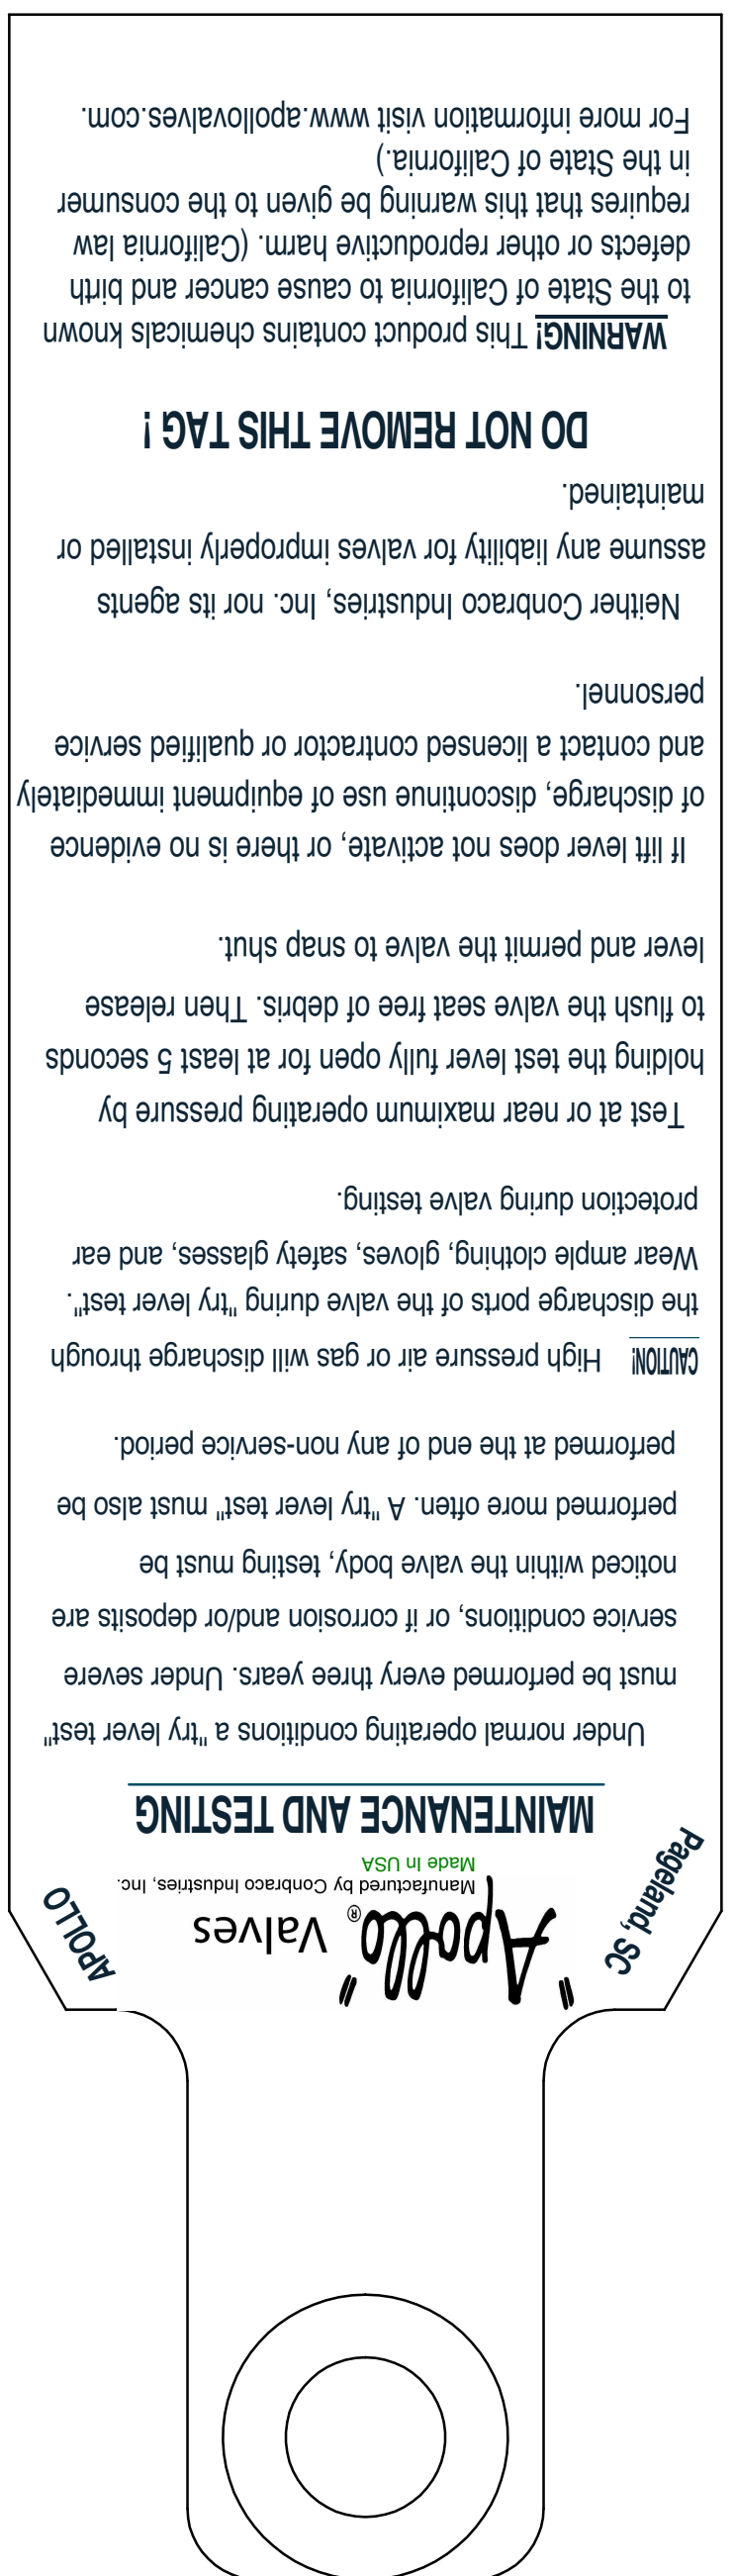 Pageland, SC
"Apollo"® Valves
APOLLO
Manufactured by Conbraco Industries, Inc.
Made In USA
MAINTENANCE AND TESTING
Under normal operating conditions a "try lever test"
must be performed every three years. Under severe
service conditions, or if corrosion and/or deposits are
noticed within the valve body, testing must be
performed more often. A "try lever test" must also be
performed at the end of any non-service period.
CAUTION! High pressure air or gas will discharge through
the discharge ports of the valve during "try lever test".
Wear ample clothing, gloves, safety glasses, and ear
protection during valve testing.
Test at or near maximum operating pressure by
holding the test lever fully open for at least 5 seconds
to flush the valve seat free of debris. Then release
lever and permit the valve to snap shut.
If lift lever does not activate, or there is no evidence
of discharge, discontinue use of equipment immediately
and contact a licensed contractor or qualified service
personnel.
Neither Conbraco Industries, Inc. nor its agents
assume any liability for valves improperly installed or
maintained.
DO NOT REMOVE THIS TAG !
WARNING! This product contains chemicals known
to the State of California to cause cancer and birth
defects or other reproductive harm. (California law
requires that this warning be given to the consumer
in the State of California.)
For more information visit www.apollovalves.com.